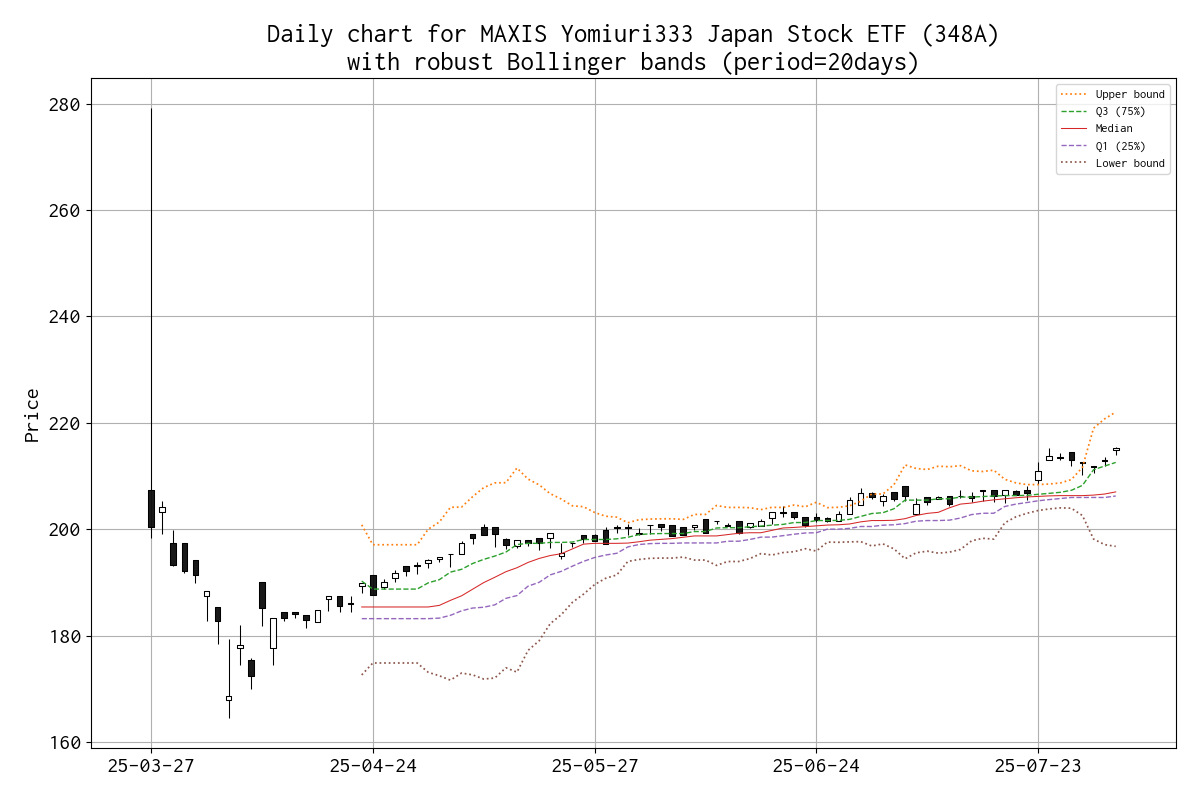 Daily chart for MAXIS Yomiuri333 Japan Stock ETF (348A)
with robust Bollinger bands (period=20days)
Upper bound
Q3 (75%)
Median
Q1 (25%)
Lower bound
Price
280
260
240
220
200
180
160
25-03-27
25-04-24
25-05-27
25-06-24
25-07-23